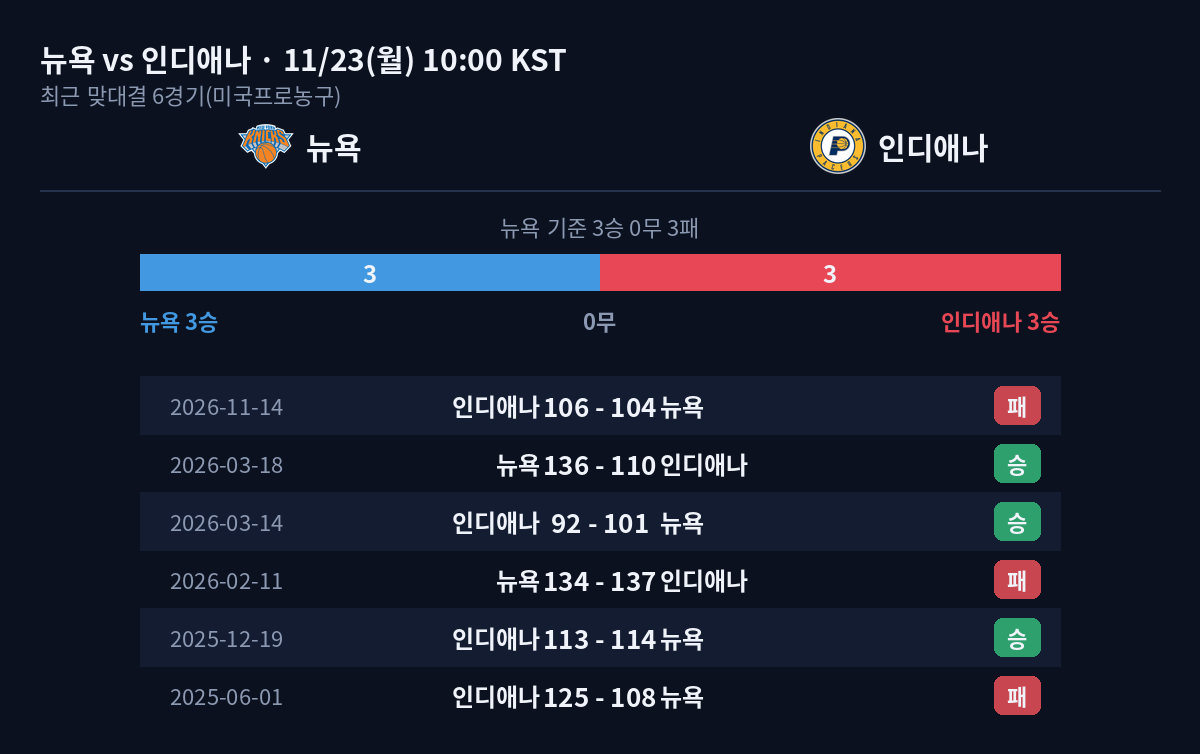 뉴욕 vs 인디애나 · 11/23(월) 10:00 KST
최근 맞대결 6경기(미국프로농구)
KNICKS 뉴욕
INDIANA PACERS 인디애나
뉴욕 기준 3승 0무 3패
3 3
뉴욕 3승 0무 인디애나 3승
2026-11-14 인디애나 106 - 104 뉴욕 패
2026-03-18 뉴욕 136 - 110 인디애나 승
2026-03-14 인디애나 92 - 101 뉴욕 승
2026-02-11 뉴욕 134 - 137 인디애나 패
2025-12-19 인디애나 113 - 114 뉴욕 승
2025-06-01 인디애나 125 - 108 뉴욕 패